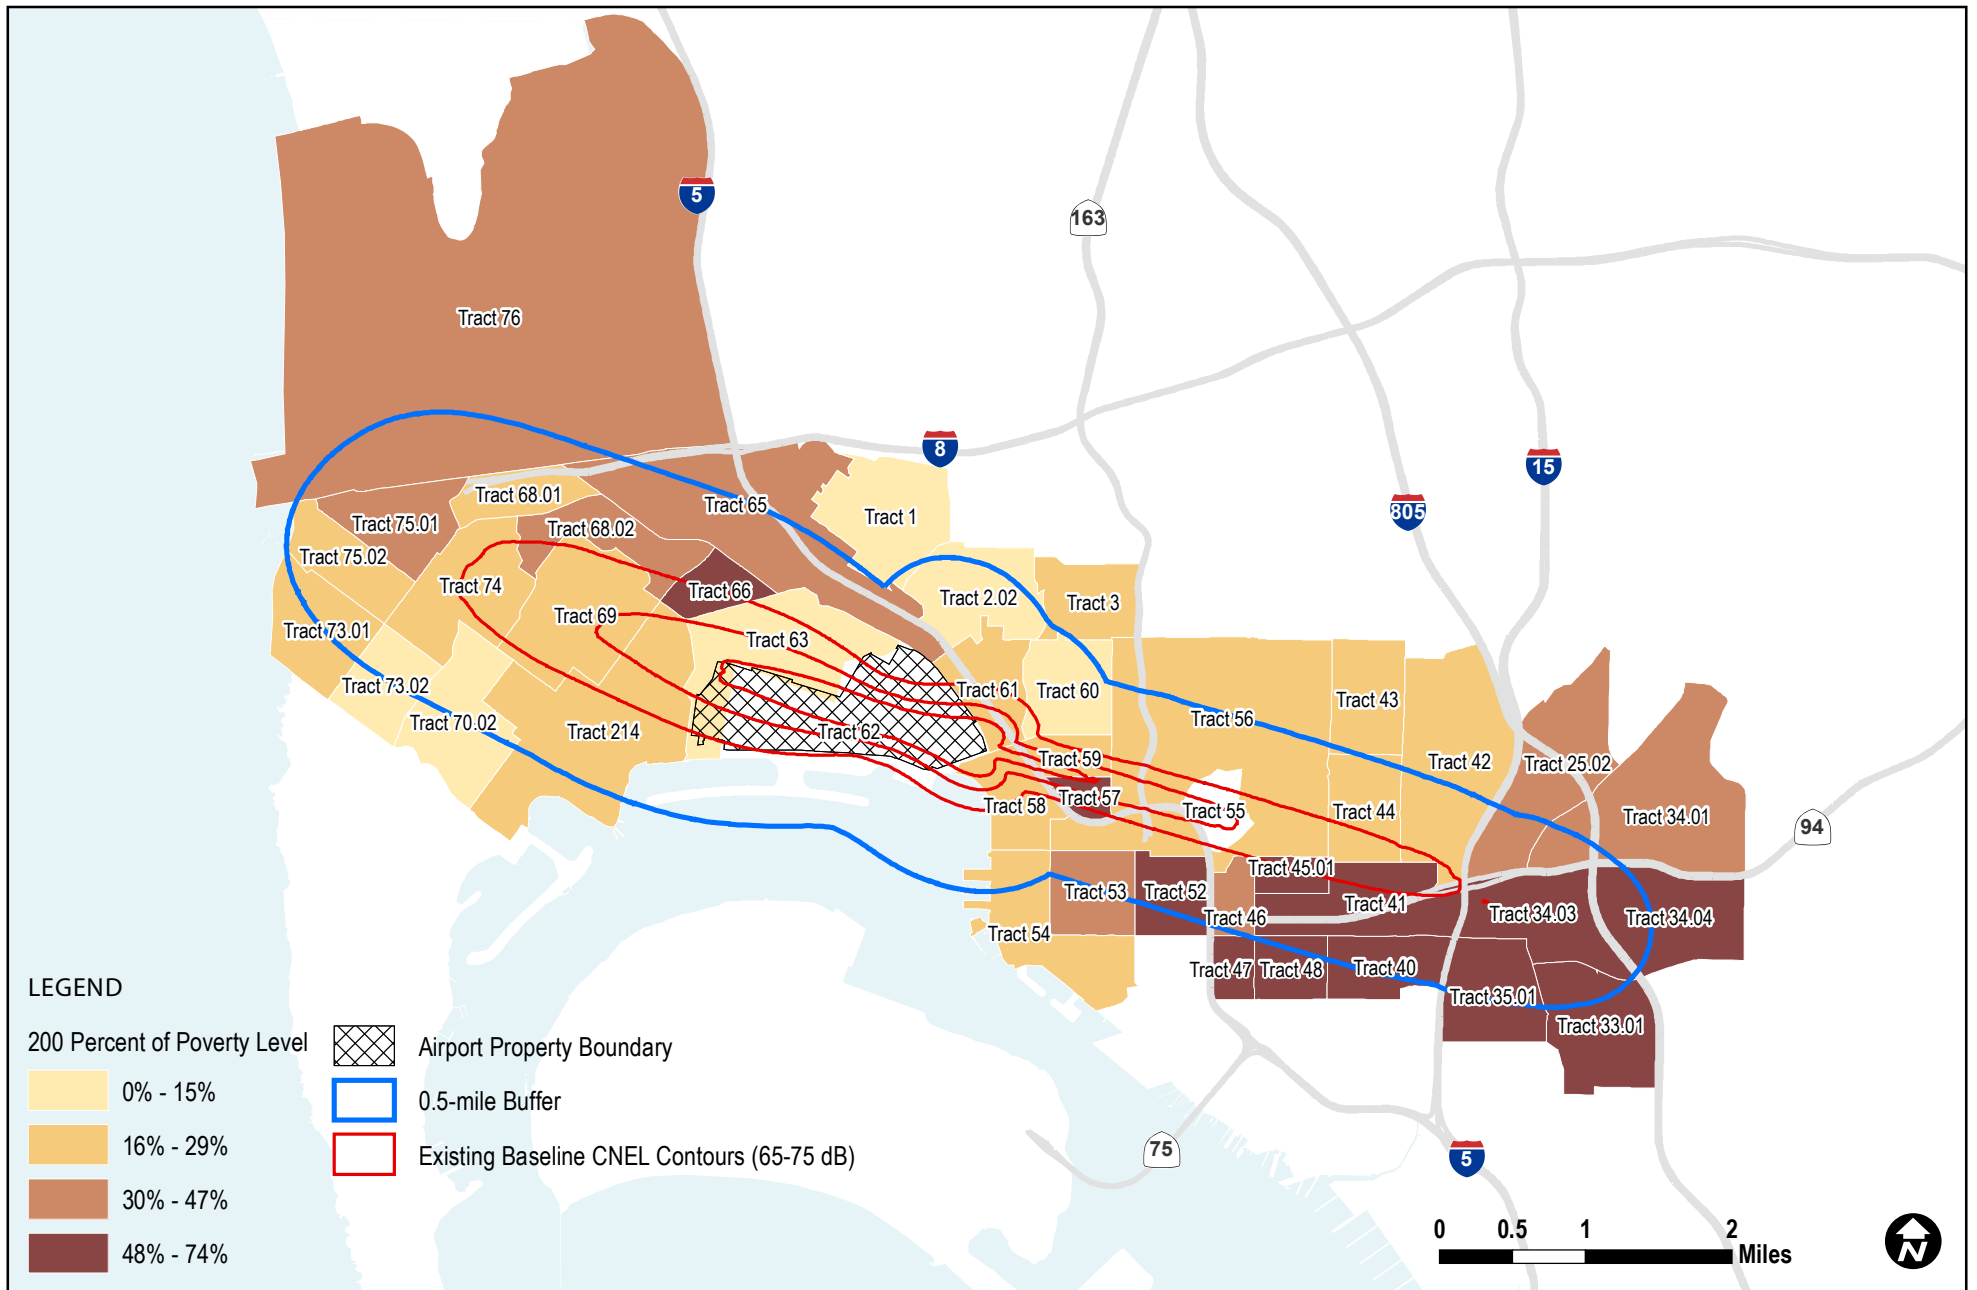 5
163
Tract 76
8
15
805
Tract 68.01
Tract 65
Tract 1
Tract 75.01
Tract 68.02
Tract 75.02
Tract 74
Tract 66
Tract 2.02
Tract 3
Tract 69
Tract 73.01
Tract 63
Tract 73.02
Tract 61
Tract 60
Tract 43
Tract 70.02
Tract 214
Tract 62
Tract 56
Tract 59
Tract 42
Tract 25.02
Tract 58
Tract 57
Tract 55
Tract 44
Tract 34.01
94
Tract 45.01
Tract 53
Tract 52
Tract 41
Tract 46
Tract 34.03
Tract 34.04
Tract 54
Tract 47
Tract 48
Tract 40
Tract 35.01
Tract 33.01
75
5
LEGEND
200 Percent of Poverty Level
0% - 15%
16% - 29%
30% - 47%
48% - 74%
Airport Property Boundary
0.5-mile Buffer
Existing Baseline CNEL Contours (65-75 dB)
0 0.5 1 2
Miles
N